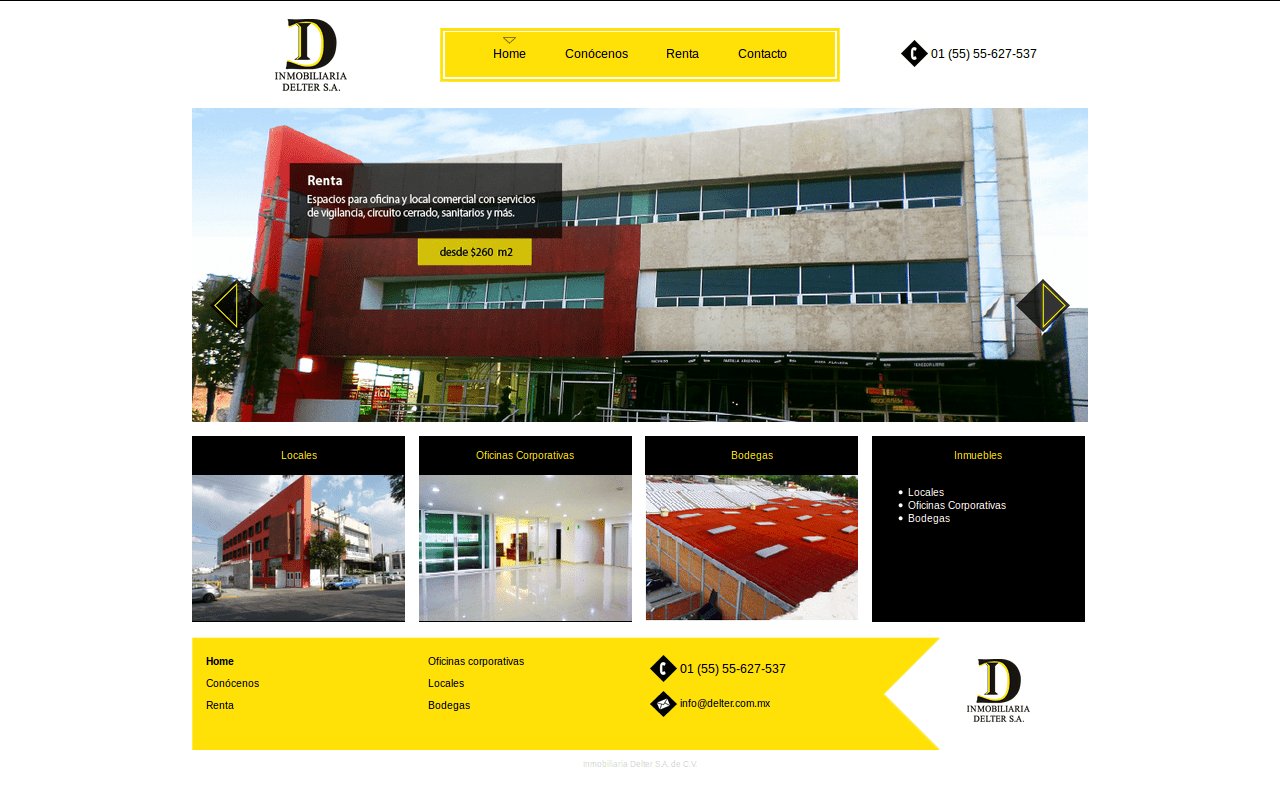 D
INMOBILIARIA
DELTER S.A.
Home
Conócenos
Renta
Contacto
01 (55) 55-627-537
Renta
Espacios para oficina y local comercial con servicios
de vigilancia, circuito cerrado, sanitarios y más.
desde $260 m2
Locales
Oficinas Corporativas
Bodegas
Inmuebles
Locales
Oficinas Corporativas
Bodegas
Home
Conócenos
Renta
Oficinas corporativas
Locales
Bodegas
01 (55) 55-627-537
info@delter.com.mx
D
INMOBILIARIA
DELTER S.A.
Inmobiliaria Delter S.A. de C.V.